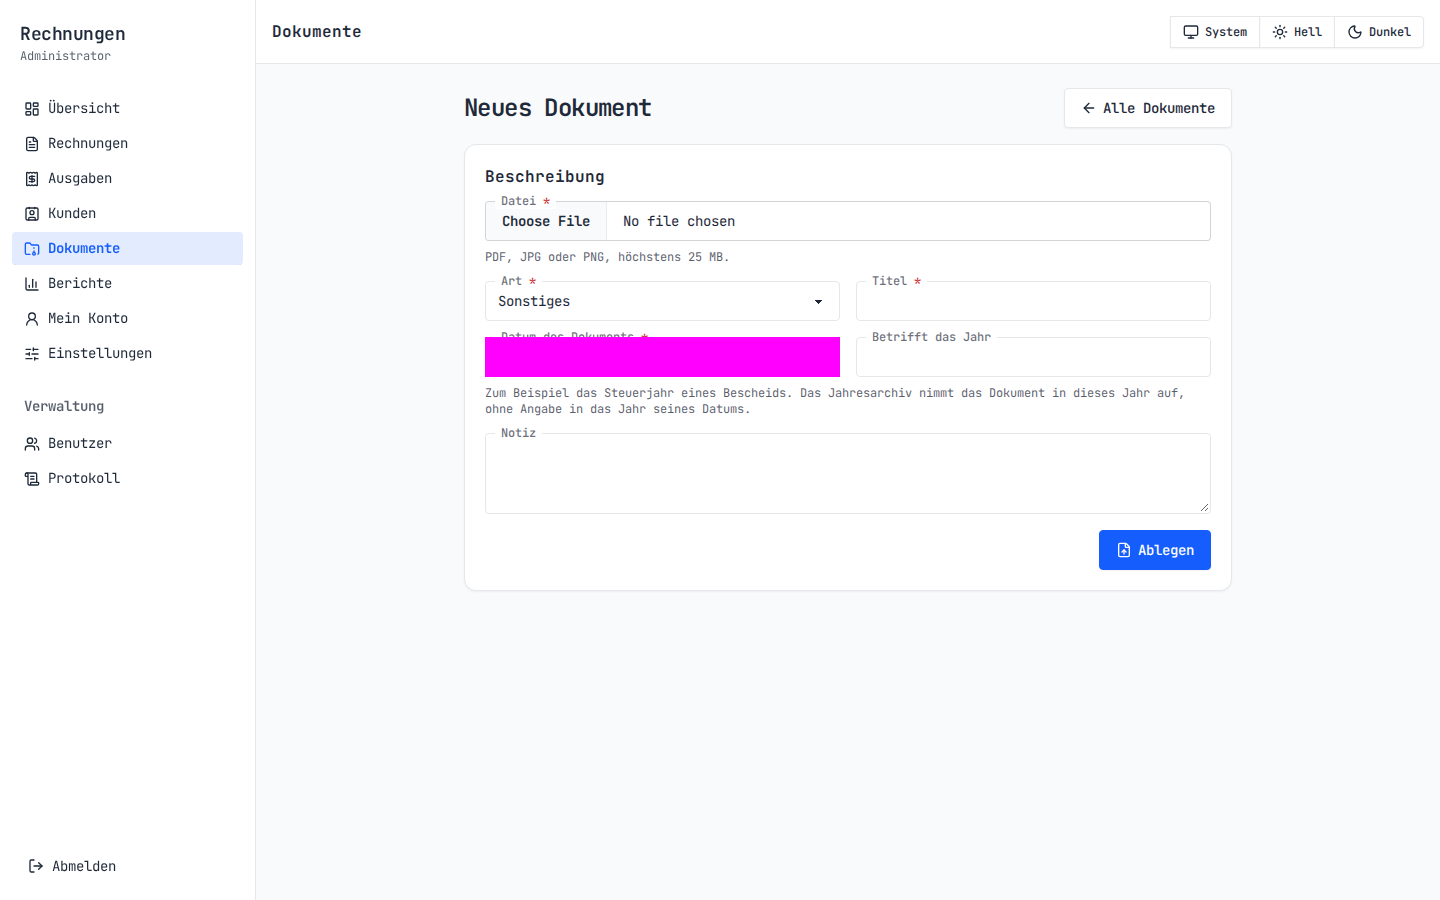 Rechnungen
Administrator
Übersicht
Rechnungen
Ausgaben
Kunden
Dokumente
Berichte
Mein Konto
Einstellungen
Verwaltung
Benutzer
Protokoll
Abmelden
Dokumente
System
Hell
Dunkel
Neues Dokument
Alle Dokumente
Beschreibung
Datei *
Choose File
No file chosen
PDF, JPG oder PNG, höchstens 25 MB.
Art *
Sonstiges
Titel *
Datum des Dokuments *
Betrifft das Jahr
Zum Beispiel das Steuerjahr eines Bescheids. Das Jahresarchiv nimmt das Dokument in dieses Jahr auf,
ohne Angabe in das Jahr seines Datums.
Notiz
Ablegen